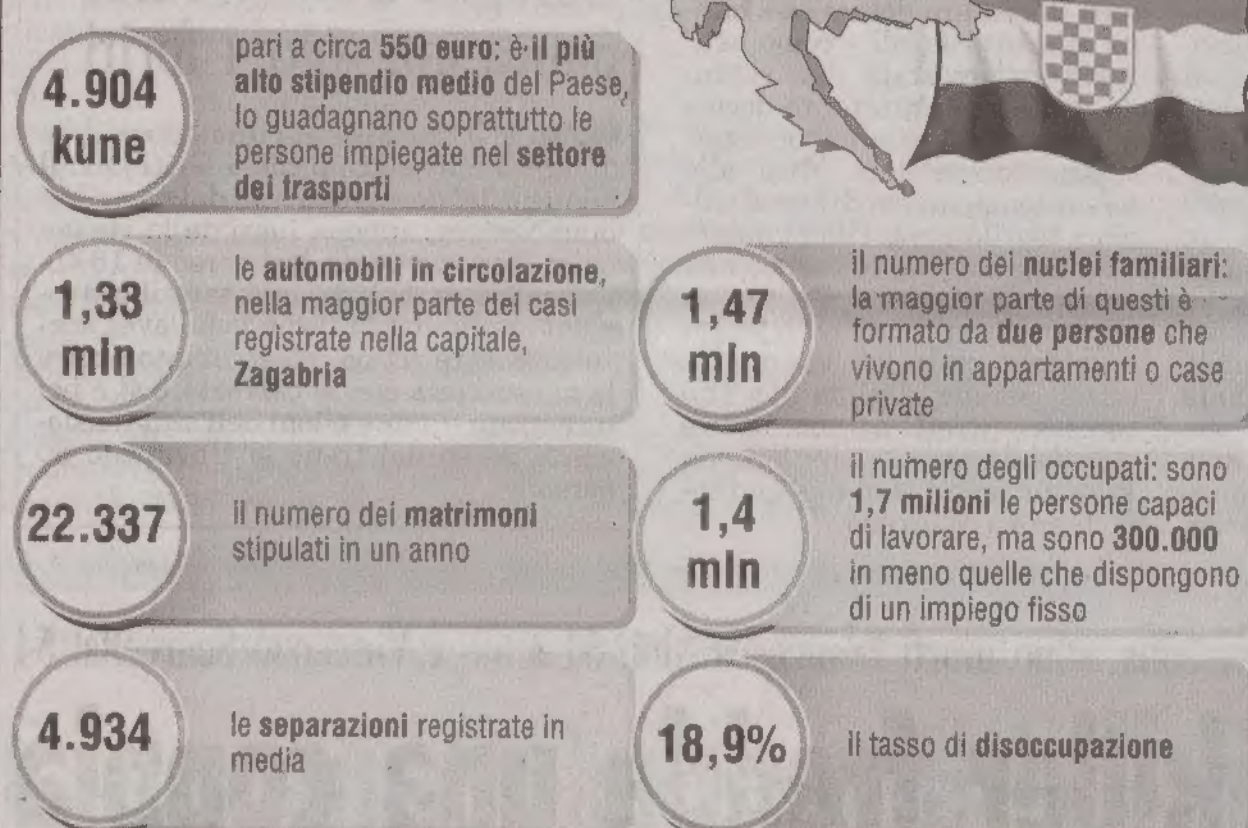 4.904
kune
pari a circa 550 euro: è il più
alto stipendio medio del Paese,
lo guadagnano soprattutto le
persone impiegate nel settore
dei trasporti
1,33
mln
le automobili in circolazione,
nella maggior parte dei casi
registrate nella capitale,
Zagabria
22.337
il numero dei matrimoni
stipulati in un anno
4.934
le separazioni registrate in
media
1,47
mln
il numero dei nuclei familiari:
la maggior parte di questi è
formato da due persone che
vivono in appartamenti o case
private
1,4
mln
il numero degli occupati: sono
1,7 milioni le persone capaci
di lavorare, ma sono 300.000
in meno quelle che dispongono
di un impiego fisso
18,9%
il tasso di disoccupazione